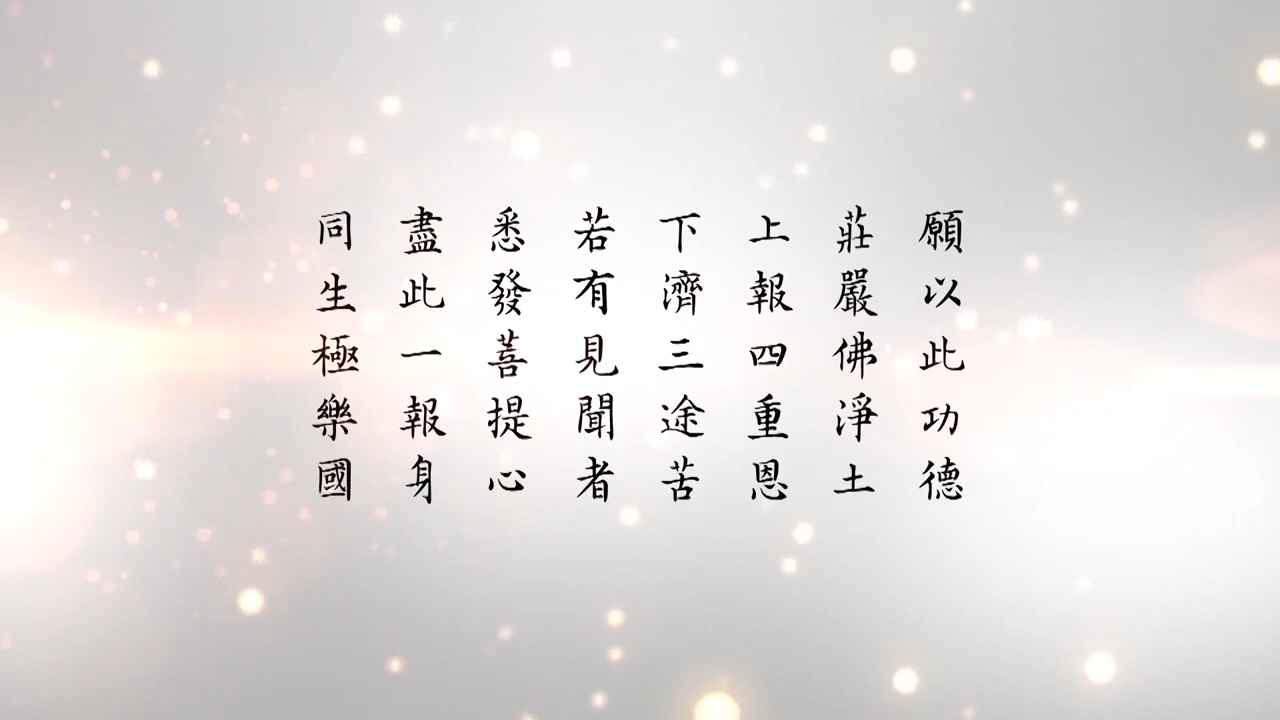 願以此功德
莊嚴佛淨土
上報四重恩
下濟三途苦
若有見聞者
悉發菩提心
盡此一報身
同生極樂國